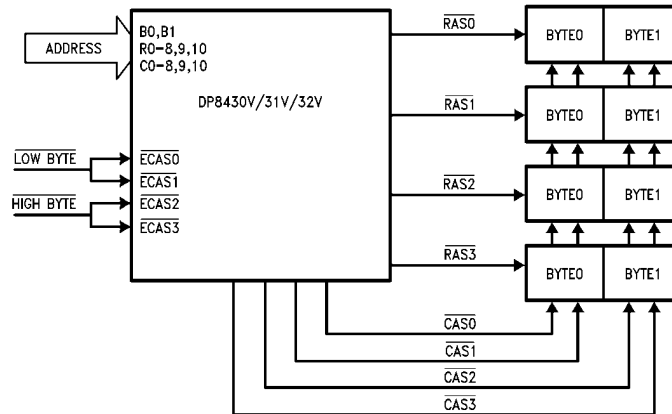 ADDRESS
B0,B1
R0-8,9,10
C0-8,9,10
DP8430V/31V/32V
LOW BYTE
HIGH BYTE
ECAS0
ECAS1
ECAS2
ECAS3
RAS0
BYTE0 BYTE1
RAS1
BYTE0 BYTE1
RAS2
BYTE0 BYTE1
RAS3
BYTE0 BYTE1
CAS0
CAS1
CAS2
CAS3